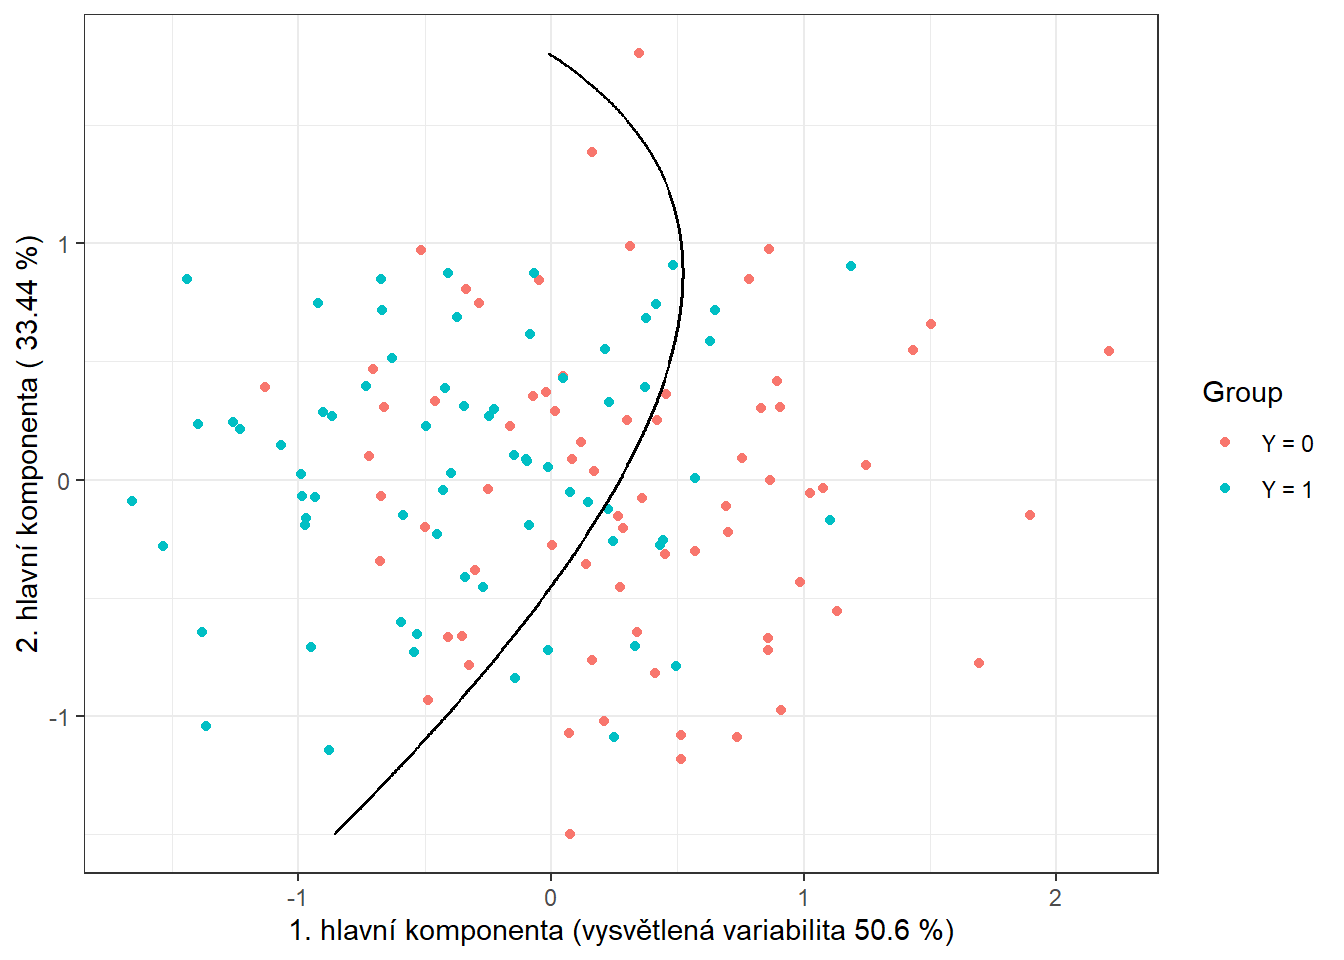 2. hlavní komponenta ( 33.44 %)
1
0
-1
-1
0
1
2
1. hlavní komponenta (vysvětlená variabilita 50.6 %)
Group
Y = 0
Y = 1